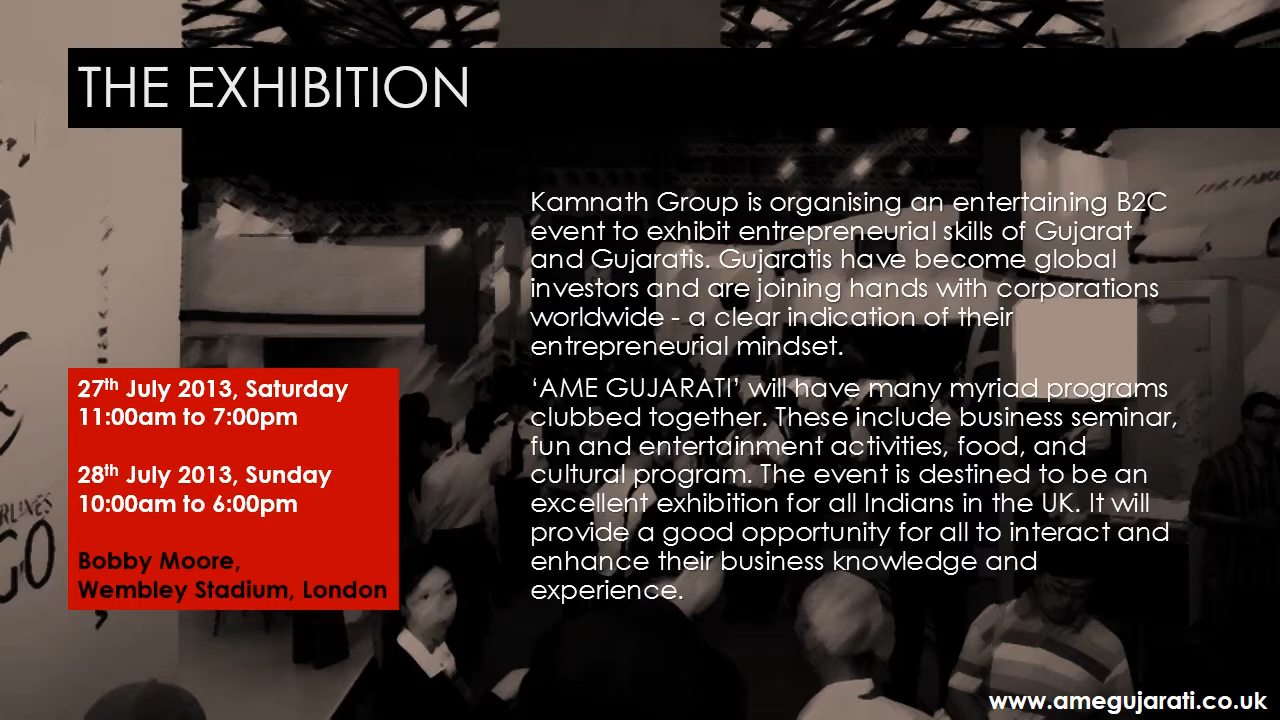 THE EXHIBITION
Kamnath Group is organising an entertaining B2C
event to exhibit entrepreneurial skills of Gujarat
and Gujaratis. Gujaratis have become global
investors and are joining hands with corporations
worldwide - a clear indication of their
entrepreneurial mindset.
‘AME GUJARATI’ will have many myriad programs
clubbed together. These include business seminar,
fun and entertainment activities, food, and
cultural program. The event is destined to be an
excellent exhibition for all Indians in the UK. It will
provide a good opportunity for all to interact and
enhance their business knowledge and
experience.
27th July 2013, Saturday
11:00am to 7:00pm
28th July 2013, Sunday
10:00am to 6:00pm
Bobby Moore,
Wembley Stadium, London
www.amegujarati.co.uk